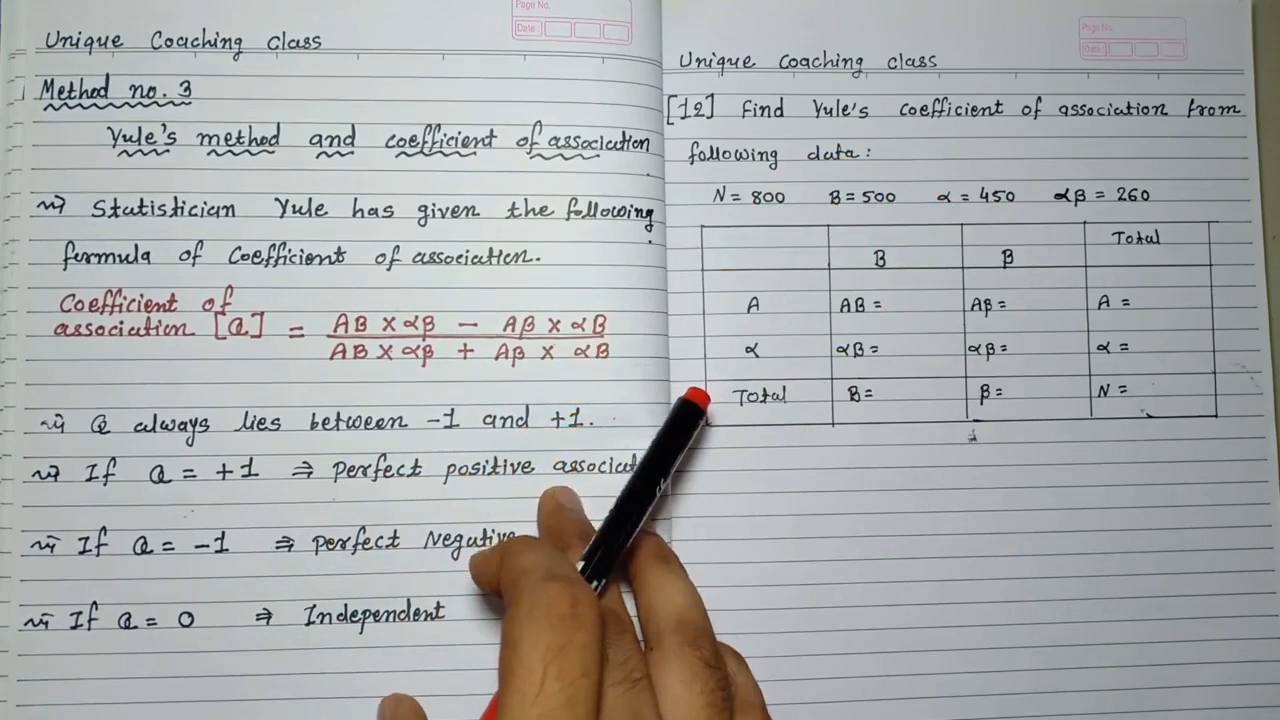 Page No.
Date:
Unique Coaching Class
Method no. 3
Yule's method and coefficient of association
Statistician Yule has given the following
formula of Coefficient of association.
Coefficient of
association [Q] = AB × αβ - Aβ × αB
AB × αβ + Aβ × αB
Q always lies between -1 and +1.
If Q = +1 ⇒ Perfect positive
If Q = -1 ⇒ Perfect Negative
If Q = 0 ⇒ Independent
Page No.
Date:
Unique Coaching class
[12] Find Yule's coefficient of association from
following data:
N = 800 B = 500 α = 450 αβ = 260
B β Total
A AB = Aβ = A =
α αB = αβ = α =
Total B = β = N =